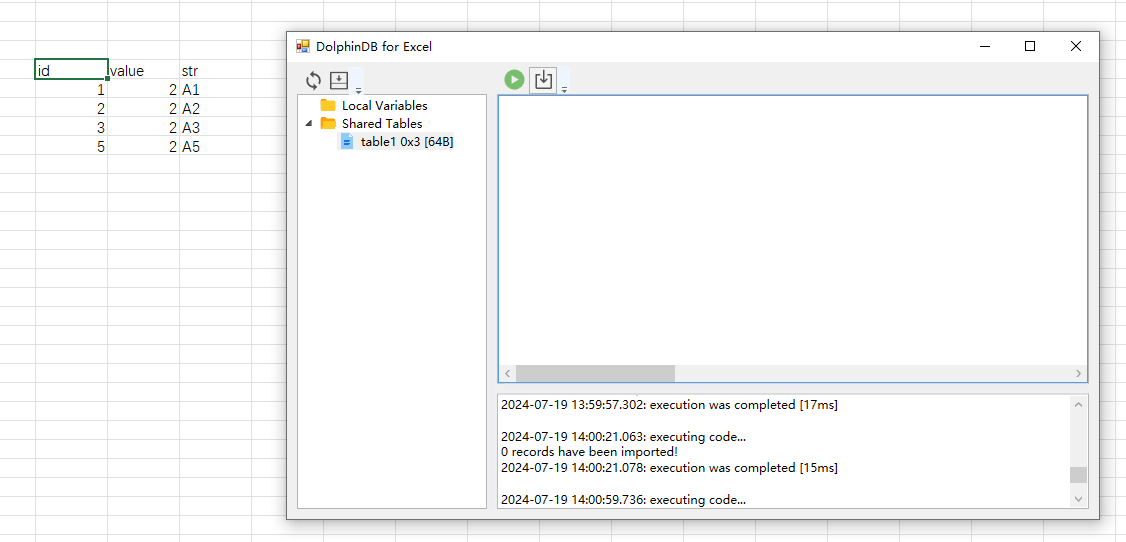 DolphinDB for Excel
id value str
1 2 A1
2 2 A2
3 2 A3
5 2 A5
Local Variables
Shared Tables
table1 0x3 [64B]
2024-07-19 13:59:57.302: execution was completed [17ms]
2024-07-19 14:00:21.063: executing code...
0 records have been imported!
2024-07-19 14:00:21.078: execution was completed [15ms]
2024-07-19 14:00:59.736: executing code...